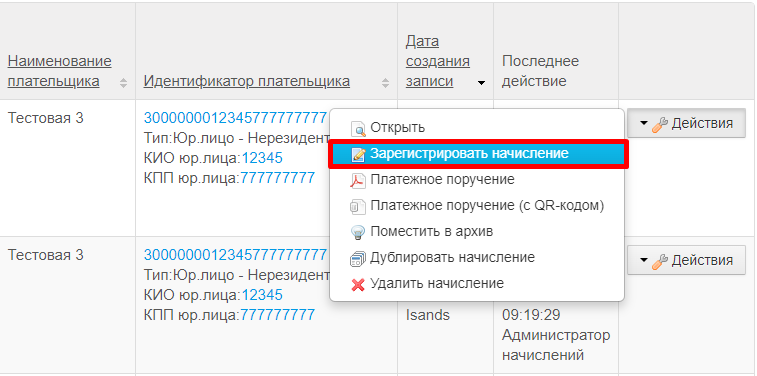 Наименование
плательщика
Идентификатор плательщика
Дата
создания
записи
Последнее
действие
Тестовая 3
3000000012345777777777
Тип:Юр.лицо - Нерезидент
КИО юр.лица:12345
КПП юр.лица:777777777
Действия
Открыть
Зарегистрировать начисление
Платежное поручение
Платежное поручение (с QR-кодом)
Поместить в архив
Дублировать начисление
Удалить начисление
Тестовая 3
3000000012345777777777
Тип:Юр.лицо - Нерезидент
КИО юр.лица:12345
КПП юр.лица:777777777
Isands
09:19:29
Администратор
начислений
Действия